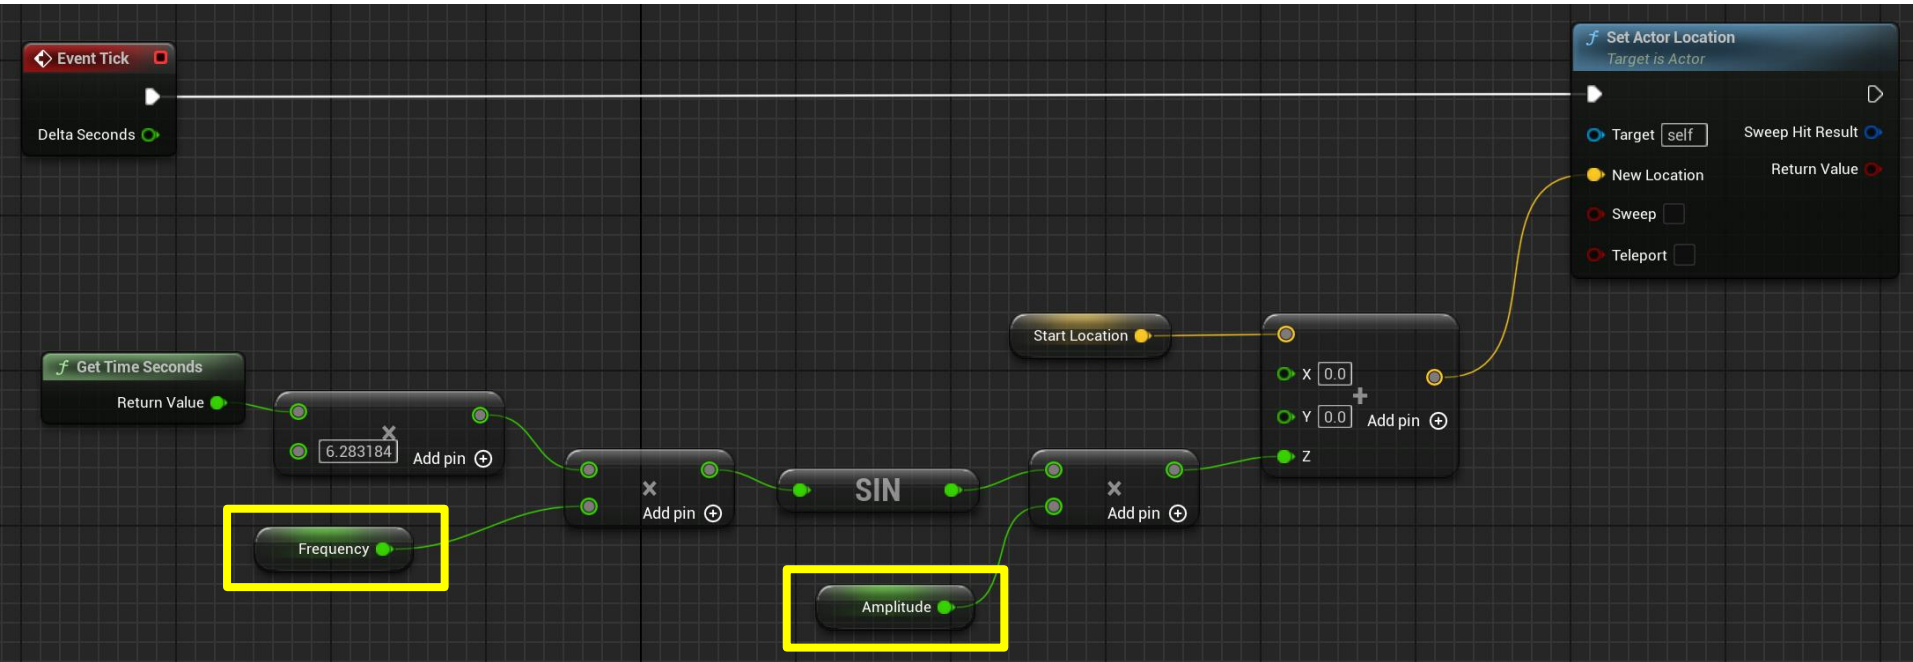 Event Tick
Delta Seconds
f Set Actor Location
Target is Actor
Target self
Sweep Hit Result
New Location
Return Value
Sweep
Teleport
Start Location
X 0.0
+
Y 0.0
Add pin
Z
f Get Time Seconds
Return Value
×
6.283184
Add pin
×
Add pin
SIN
×
Add pin
Frequency
Amplitude